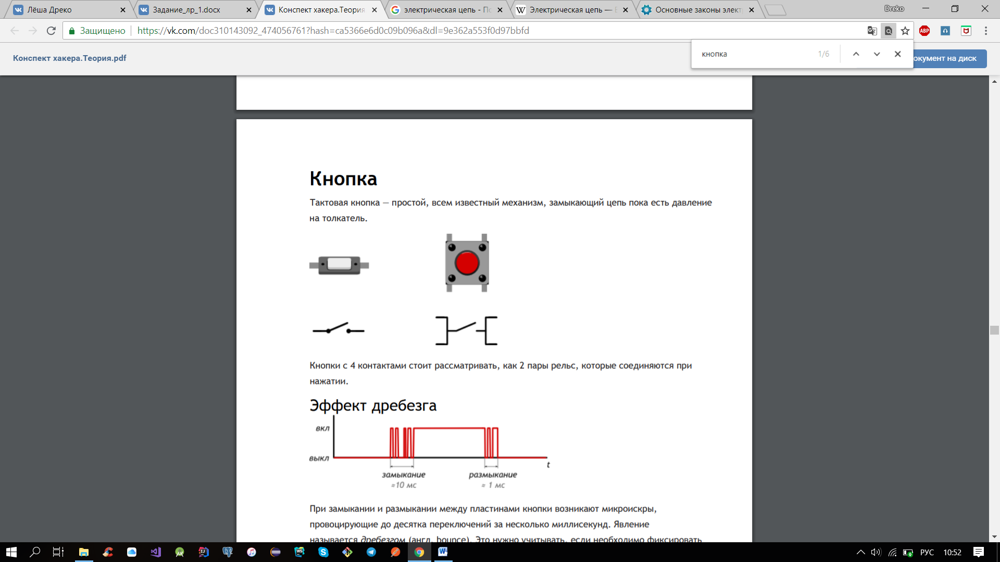 Лёша Дреко
Задание_лр_1.docx
Конспект хакера.Теория
электрическая цепь - По
Электрическая цепь —
Основные законы элект
Dreko
Защищено
https://vk.com/doc310143092_474056761?hash=ca5366e6d0c09b096a&dl=9e362a553f0d97bbfd
ABP
кнопка 1/6
Конспект хакера.Теория.pdf
окумент на диск
Кнопка
Тактовая кнопка — простой, всем известный механизм, замыкающий цепь пока есть давление
на толкатель.
Кнопки с 4 контактами стоит рассматривать, как 2 пары рельс, которые соединяются при
нажатии.
Эффект дребезга
вкл
выкл
t
замыкание
≈10 мс
размыкание
≈ 1 мс
При замыкании и размыкании между пластинами кнопки возникают микроискры,
провоцирующие до десятка переключений за несколько миллисекунд. Явление
называется дребезгом (англ. bounce). Это нужно учитывать, если необходимо фиксировать
РУС
10:52